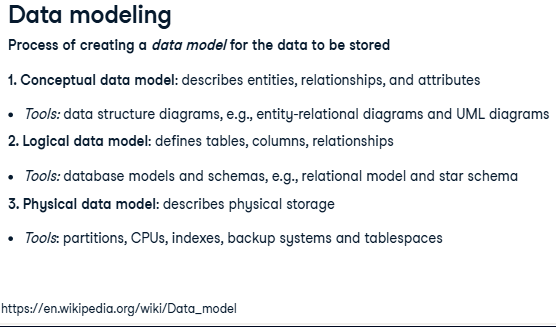 Data modeling
Process of creating a data model for the data to be stored
1. Conceptual data model: describes entities, relationships, and attributes
• Tools: data structure diagrams, e.g., entity-relational diagrams and UML diagrams
2. Logical data model: defines tables, columns, relationships
• Tools: database models and schemas, e.g., relational model and star schema
3. Physical data model: describes physical storage
• Tools: partitions, CPUs, indexes, backup systems and tablespaces
https://en.wikipedia.org/wiki/Data_model